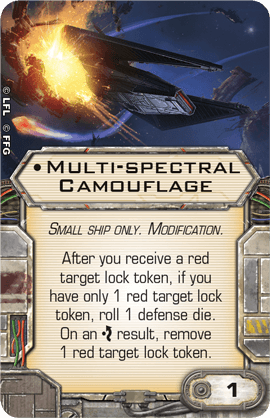 © LFL © FFG
• Multi-spectral
Camouflage
Small ship only. Modification.
After you receive a red
target lock token, if you
have only 1 red target lock
token, roll 1 defense die.
On an result, remove
1 red target lock token.
1